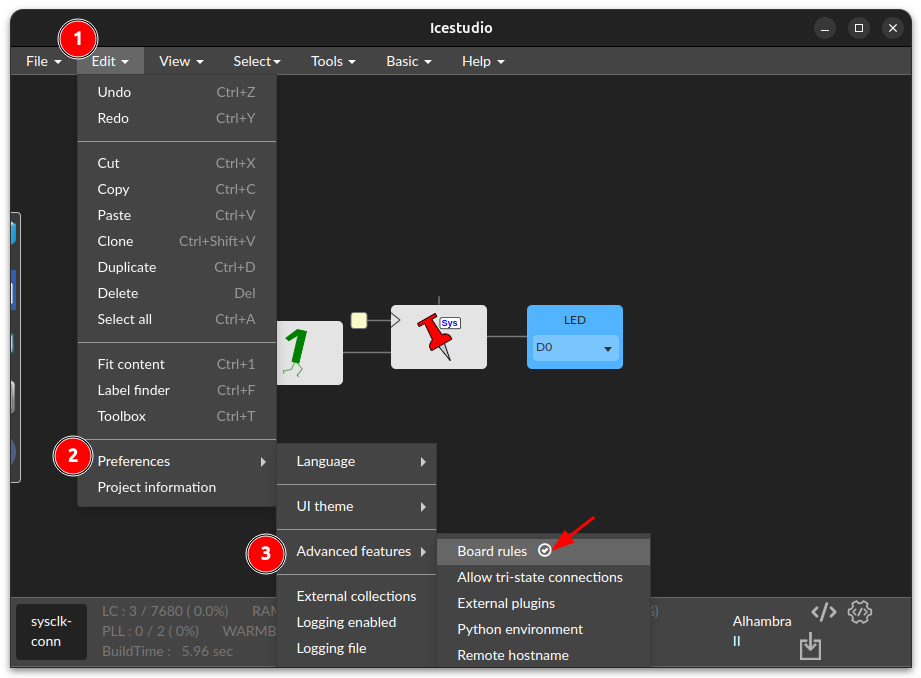 Icestudio
1
File Edit View Select Tools Basic Help
Undo Ctrl+Z
Redo Ctrl+Y
Cut Ctrl+X
Copy Ctrl+C
Paste Ctrl+V
Clone Ctrl+Shift+V
Duplicate Ctrl+D
Delete Del
Select all Ctrl+A
Sys
LED
1
D0
Fit content Ctrl+1
Label finder Ctrl+F
Toolbox Ctrl+T
2
Preferences
Project information
Language
UI theme
3
Advanced features
Board rules
Allow tri-state connections
External plugins
Python environment
Remote hostname
External collections
Logging enabled
Logging file
sysclk-
conn
LC : 3 / 7680 ( 0.0%)
PLL : 0 / 2 ( 0%) WARMB
BuildTime : 5.96 sec
%)
Alhambra
II